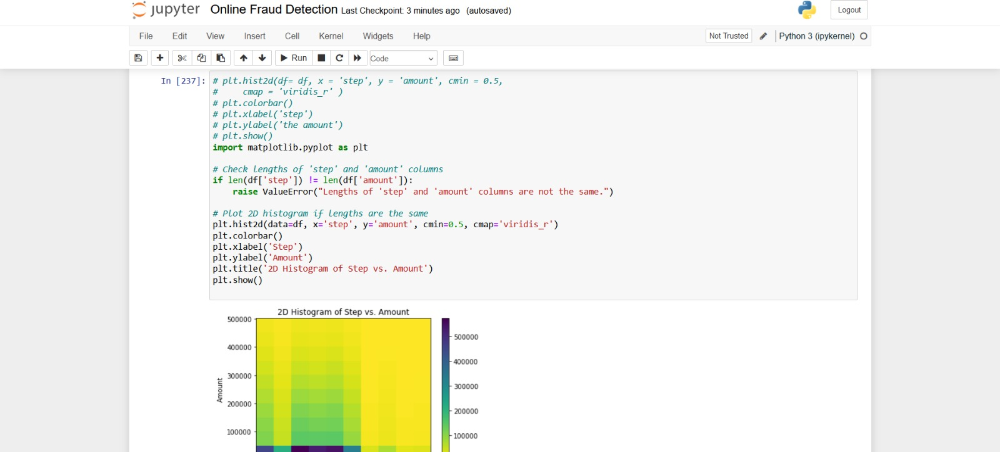 jupyter Online Fraud Detection Last Checkpoint: 3 minutes ago (autosaved)
Logout
File Edit View Insert Cell Kernel Widgets Help
Not Trusted
Python 3 (ipykernel)
Run
Code
In [237]:
# plt.hist2d(df= df, x = 'step', y = 'amount', cmin = 0.5,
#     cmap = 'viridis_r' )
# plt.colorbar()
# plt.xlabel('step')
# plt.ylabel('the amount')
# plt.show()
import matplotlib.pyplot as plt
# Check lengths of 'step' and 'amount' columns
if len(df['step']) != len(df['amount']):
    raise ValueError("Lengths of 'step' and 'amount' columns are not the same.")
# Plot 2D histogram if lengths are the same
plt.hist2d(data=df, x='step', y='amount', cmin=0.5, cmap='viridis_r')
plt.colorbar()
plt.xlabel('Step')
plt.ylabel('Amount')
plt.title('2D Histogram of Step vs. Amount')
plt.show()
2D Histogram of Step vs. Amount
500000
400000
300000
200000
100000
Amount
500000
400000
300000
200000
100000